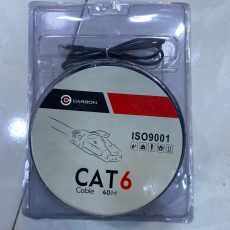 CARBON
ISO9001
CAT6
Cable 40M